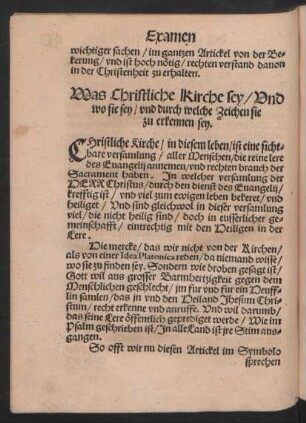 Examen
wichtiger sachen / im gantzen Artickel von der Be-
kerung / vnd ist hoch nötig / rechten verstand dauon
in der Christenheit zu erhalten.
Was Christliche Kirche sey / Vnd
wo sie sey / vnd durch welche Zeichen sie
zu erkennen sey.
CHristliche Kirche / in diesem leben / ist eine sicht-
bare versamlung / aller Menschen / die reine lere
des Euangelij annemen / vnd rechten brauch der
Sacrament haben. In welcher versamlung der
HERR Christus / durch den dienst des Euangelij /
krefftig ist / vnd viel zum ewigen leben bekeret / vnd
heiliget / Vnd sind gleichwol in dieser versamlung
viel / die nicht heilig sind / doch in eusserlicher ge-
meinschafft / eintrechtig mit den Heiligen in der
Lere.
Hie mercke / das wir nicht von der Kirchen /
als von einer Idea Platonica reden / da niemand wisse /
wo sie zu finden sey. Sondern wie droben gesagt ist /
Gott wil aus grosser Barmhertzigkeit gegen dem
Menschlichen geschlecht / jm für vnd für ein Heuff-
lin samlen / das jn vnd den Heiland Jhesum Chri-
stum / recht erkenne vnd anruffe. Vnd wil darumb /
das seine Lere öffentlich geprediget werde / Wie im
Psalm geschrieben ist / In alle Land ist jre Stim aus-
gangen.
So offt wir nu diesen Artickel im Symbolo
sprechen